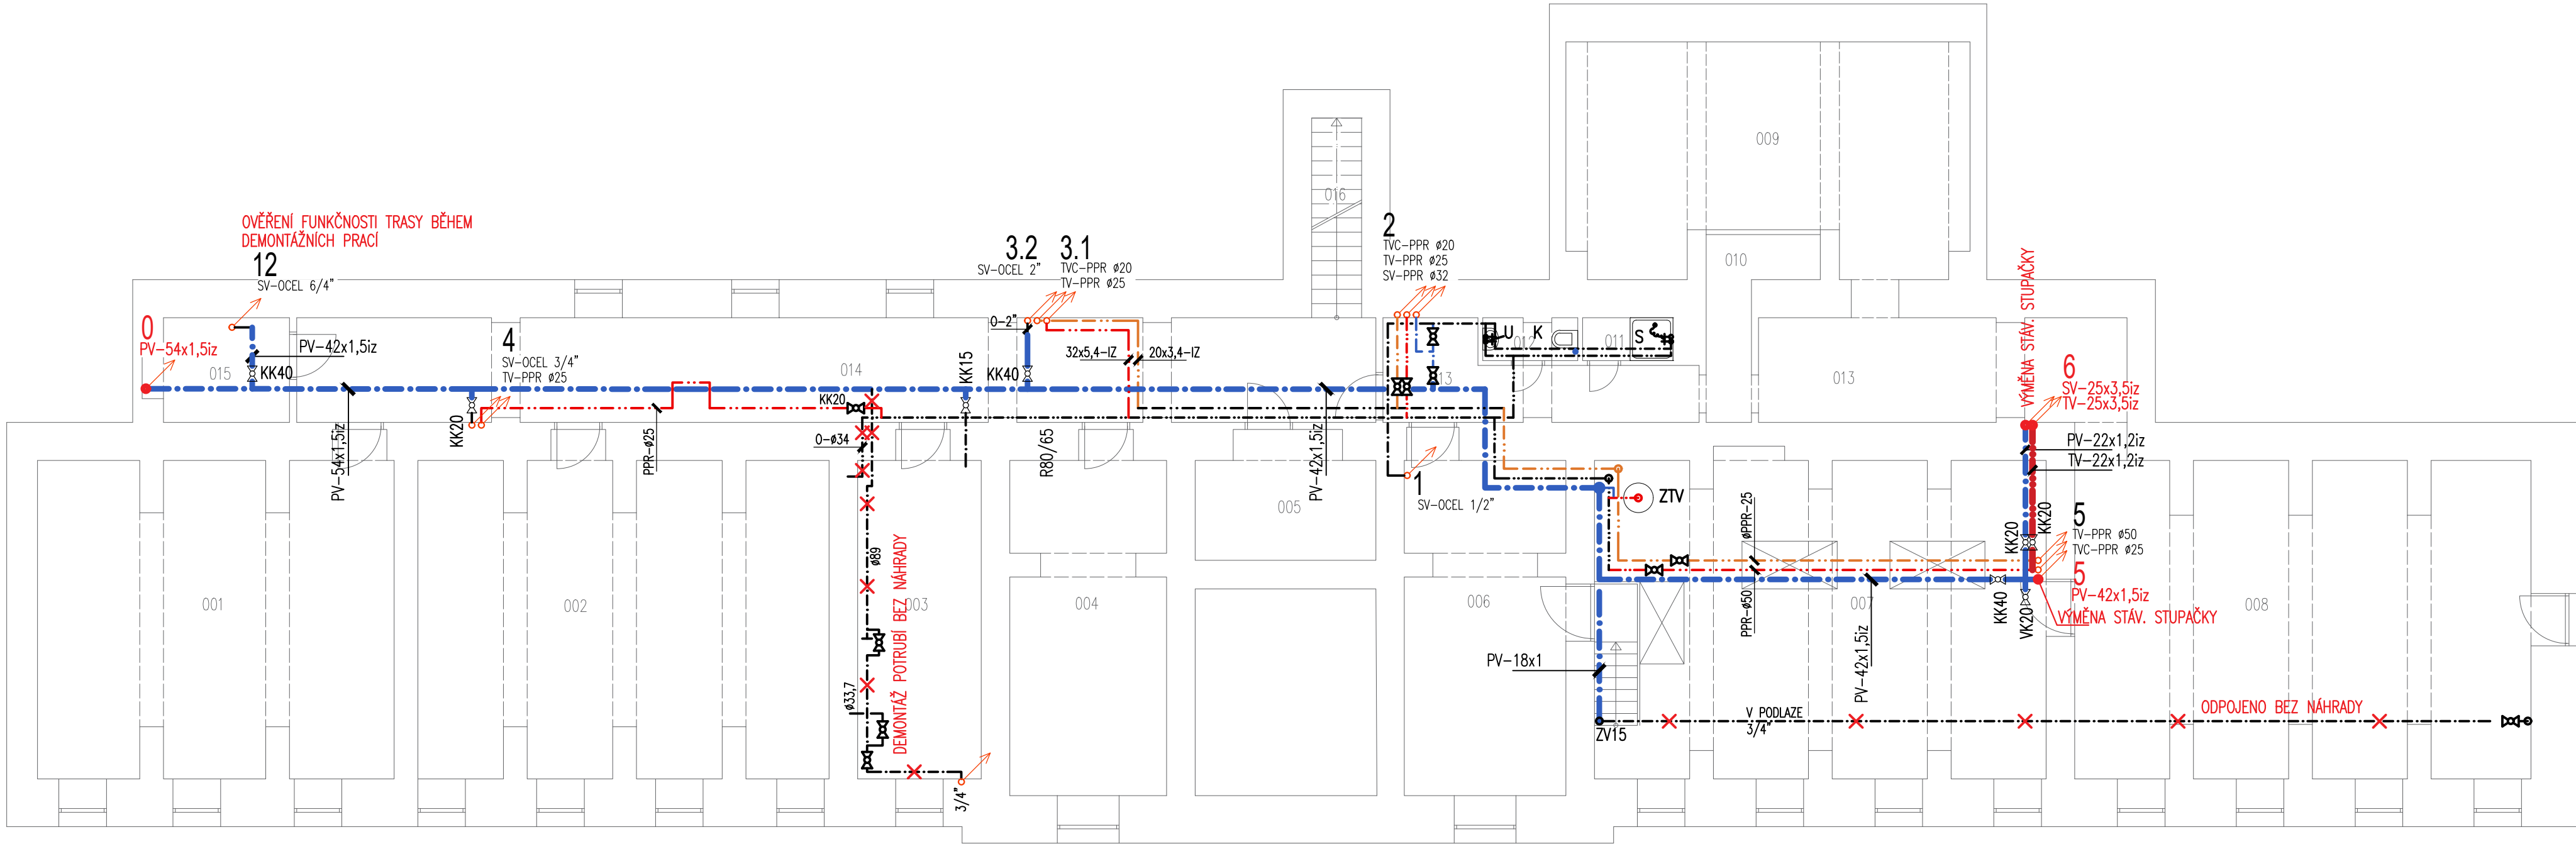 009
016
OVĚŘENÍ FUNKČNOSTI TRASY BĚHEM
DEMONTÁŽNÍCH PRACÍ
12
SV-OCEL 6/4"
3.2
SV-OCEL 2"
3.1
TVC-PPR ø20
TV-PPR ø25
2
TVC-PPR ø20
TV-PPR ø25
SV-PPR ø32
010
VÝMĚNA STÁV. STUPAČKY
0
PV-54x1,5iz
015
PV-42x1,5iz
KK40
4
SV-OCEL 3/4"
TV-PPR ø25
014
O-2"
KK15
KK40
32x5,4-IZ
20x3,4-IZ
U
K
012
011
S
13
013
6
SV-25x3,5iz
TV-25x3,5iz
KK20
KK20
PV-54x1,5iz
PPR-ø25
O-ø34
R80/65
PV-42x1,5iz
1
SV-OCEL 1/2"
005
ZTV
øPPR-25
PPR-ø50
PV-22x1,2iz
TV-22x1,2iz
KK20
KK20
5
TV-PPR ø50
TVC-PPR ø25
5
PV-42x1,5iz
VÝMĚNA STÁV. STUPAČKY
KK40
VK20
001
002
ø89
003
004
006
007
008
DEMONTÁŽ POTRUBÍ BEZ NÁHRADY
ø33,7
3/4"
PV-18x1
PV-42x1,5iz
ZV15
V PODLAZE
3/4"
ODPOJENO BEZ NÁHRADY